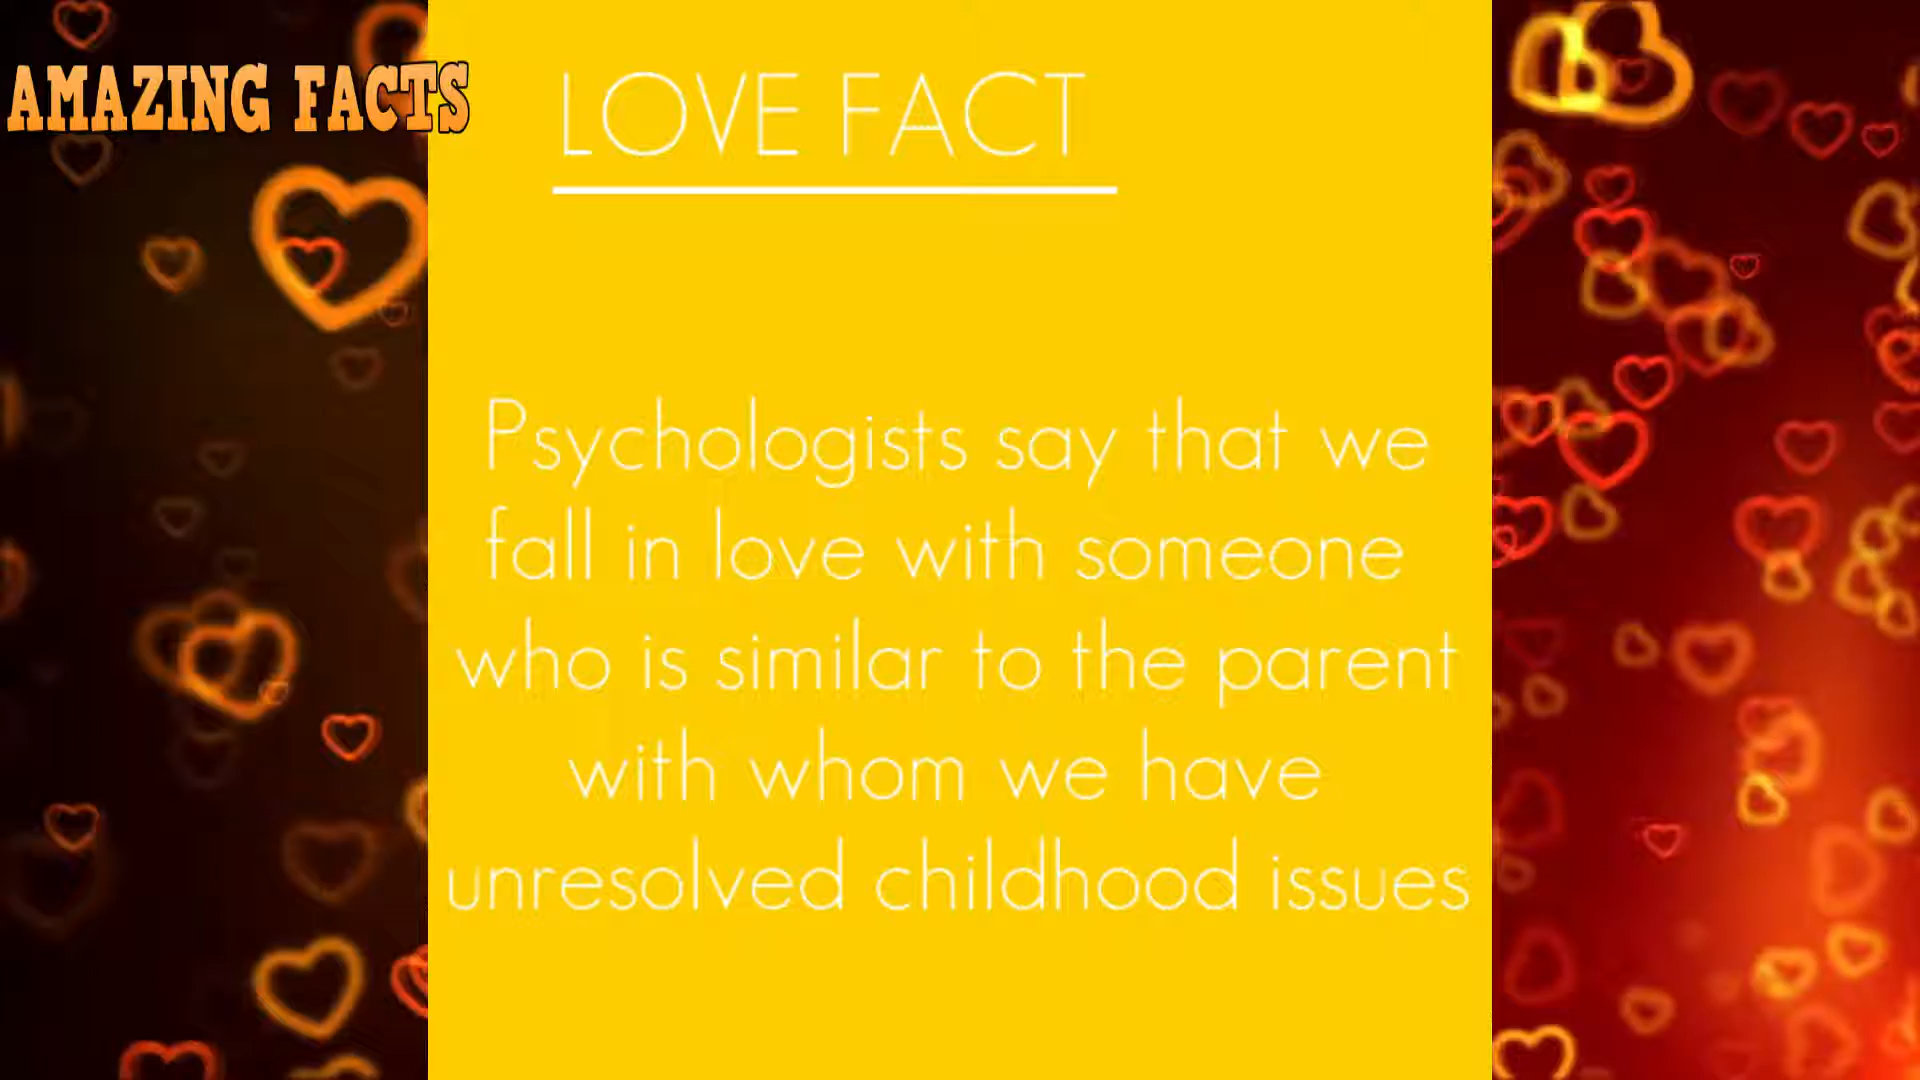 AMAZING FACTS
LOVE FACT
Psychologists say that we
fall in love with someone
who is similar to the parent
with whom we have
unresolved childhood issues